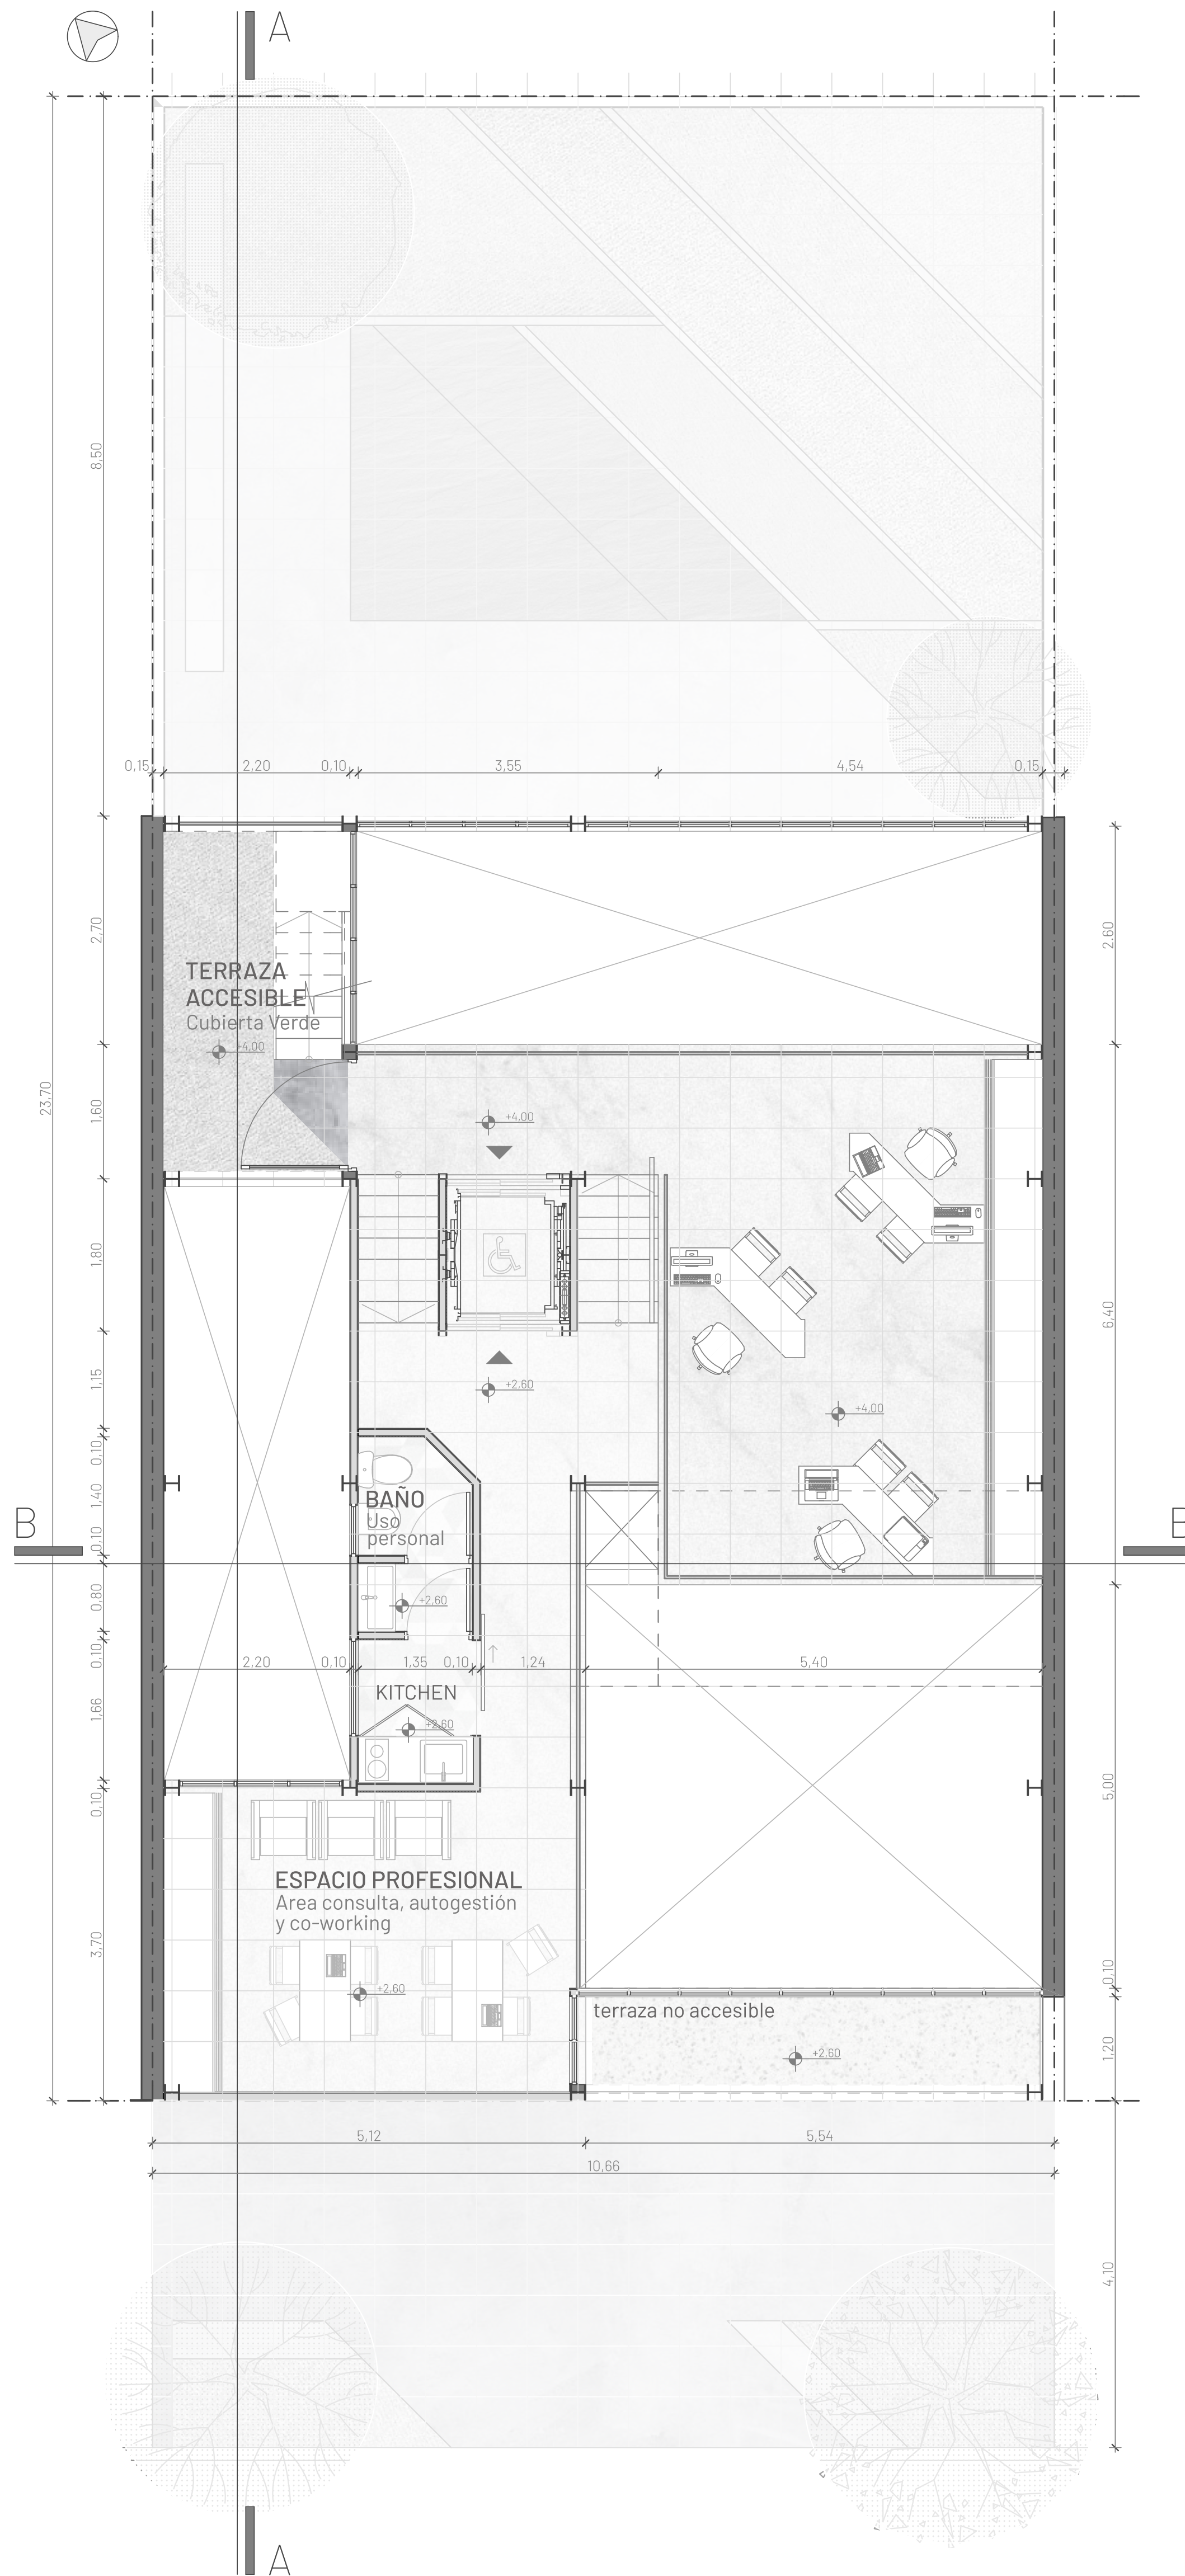 A
8,50
23,70
0,15
2,20
0,10
3,55
4,54
0,15
2,70
2.60
TERRAZA
ACCESIBLE
Cubierta Verde
+4,00
1,60
+4,00
1,80
6,40
1,15
+2,60
+4,00
0,10
1,40
BAÑO
Uso
personal
B
B
0,10
0,80
+2,60
0,10
2,20
0,10
1,35
0,10
1,24
5,40
KITCHEN
1,66
+2,60
5,00
0,10
ESPACIO PROFESIONAL
Area consulta, autogestión
y co-working
3,70
+2,60
0,10
terraza no accesible
+2,60
1,20
5,12
5,54
10,66
4,10
A